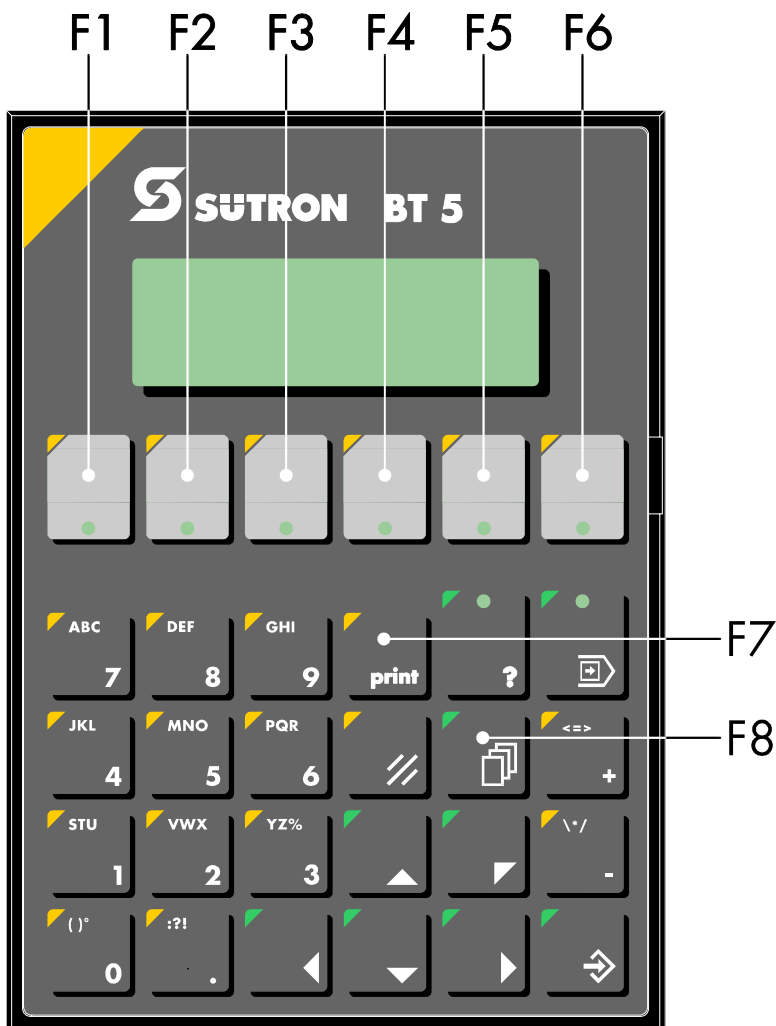 F1 F2 F3 F4 F5 F6
SÜTRON BT 5
ABC DEF GHI
7 8 9 print ?
F7
JKL MNO PQR <=>
4 5 6 +
F8
STU VWX YZ% \*/
1 2 3 -
( )° :?!
0 .